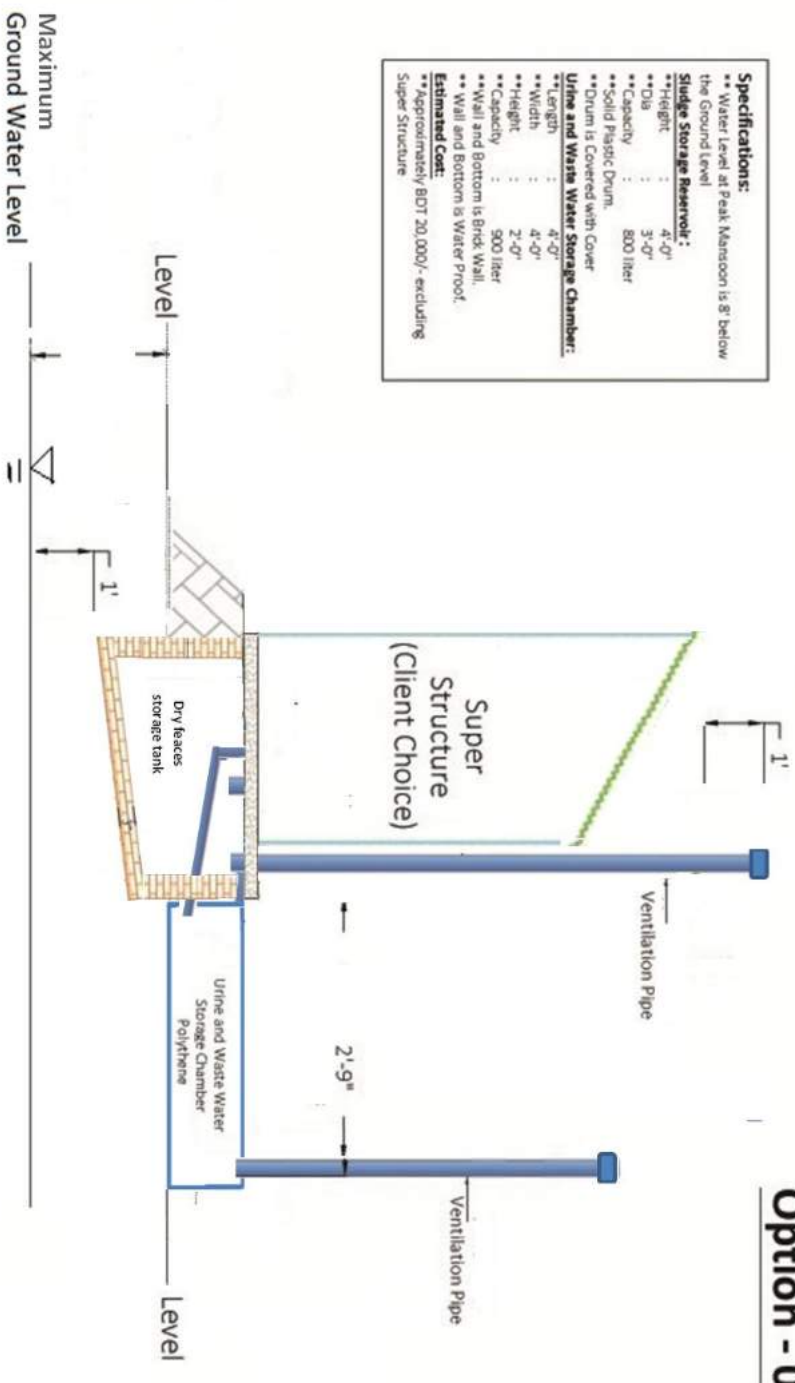 Option - 0
Specifications:
** Water Level at Peak Mansoon is 8' below
the Ground Level
Sludge Storage Reservoir :
**Height : 4'-0"
**Dia : 3'-0"
**Capacity : 800 liter
**Solid Plastic Drum.
**Drum is Covered with Cover
Urine and Waste Water Storage Chamber:
**Length : 4'-0"
**Width : 4'-0"
**Height : 2'-0"
**Capacity : 900 liter
**Wall and Bottom is Brick Wall.
** Wall and Bottom is Water Proof.
Estimated Cost:
**Approximately BDT 20,000/- excluding
Super Structure
1'
Ventilation Pipe
Super
Structure
(Client Choice)
Ventilation Pipe
2'-9"
Level
Dry feaces
storage tank
Urine and Waste Water
Storage Chamber
Polythene
Level
1'
Maximum
Ground Water Level